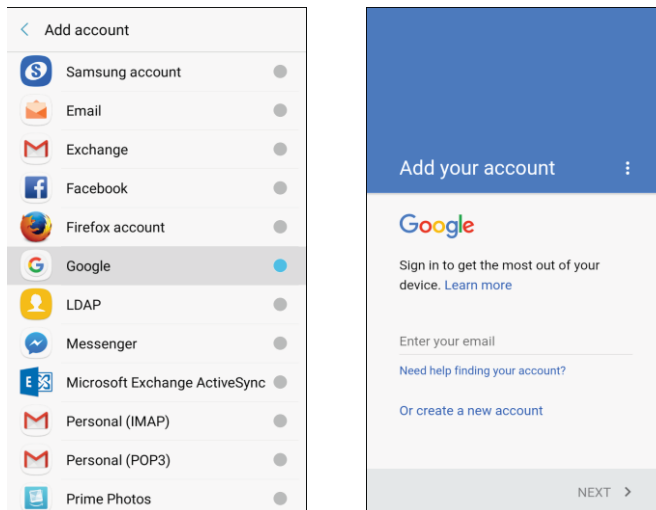 Add account
Samsung account
Email
Exchange
Facebook
Firefox account
Google
LDAP
Messenger
Microsoft Exchange ActiveSync
Personal (IMAP)
Personal (POP3)
Prime Photos
Add your account
Google
Sign in to get the most out of your
device. Learn more
Enter your email
Need help finding your account?
Or create a new account
NEXT